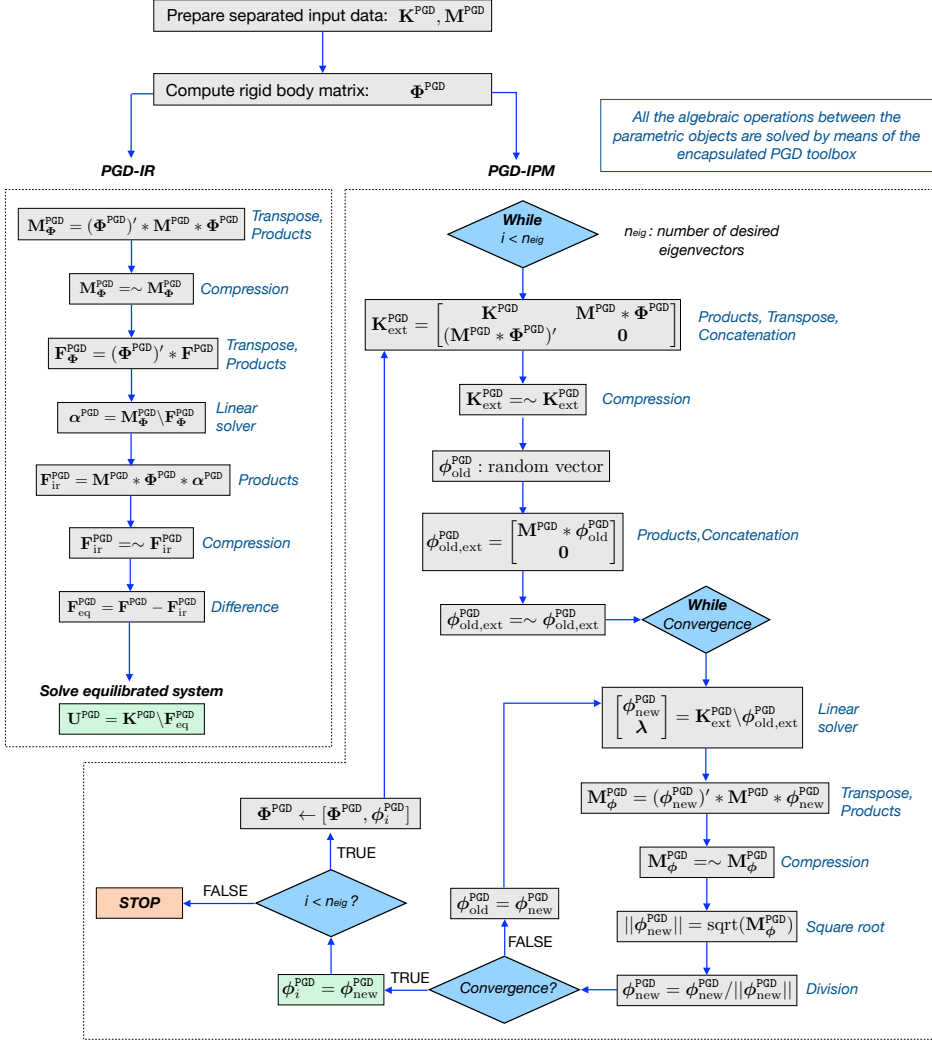 Prepare separated input data: K^PGD, M^PGD
Compute rigid body matrix: Φ^PGD
All the algebraic operations between the
parametric objects are solved by means of the
encapsulated PGD toolbox
PGD-IR
M_Φ^PGD = (Φ^PGD)′ * M^PGD * Φ^PGD
Transpose,
Products
M_Φ^PGD =∼ M_Φ^PGD
Compression
F_Φ^PGD = (Φ^PGD)′ * F^PGD
Transpose,
Products
α^PGD = M_Φ^PGD\F_Φ^PGD
Linear
solver
F_ir^PGD = M^PGD * Φ^PGD * α^PGD
Products
F_ir^PGD =∼ F_ir^PGD
Compression
F_eq^PGD = F^PGD − F_ir^PGD
Difference
Solve equilibrated system
U^PGD = K^PGD\F_eq^PGD
PGD-IPM
While
i < n_eig
n_eig : number of desired
eigenvectors
K_ext^PGD = [K^PGD M^PGD * Φ^PGD
(M^PGD * Φ^PGD)′ 0]
Products, Transpose,
Concatenation
K_ext^PGD =∼ K_ext^PGD
Compression
ϕ_old^PGD : random vector
ϕ_old,ext^PGD = [M^PGD * ϕ_old^PGD
0]
Products,Concatenation
ϕ_old,ext^PGD =∼ ϕ_old,ext^PGD
While
Convergence
[ϕ_new^PGD
λ] = K_ext^PGD\ϕ_old,ext^PGD
Linear
solver
M_ϕ^PGD = (ϕ_new^PGD)′ * M^PGD * ϕ_new^PGD
Transpose,
Products
M_ϕ^PGD =∼ M_ϕ^PGD
Compression
||ϕ_new^PGD|| = sqrt(M_ϕ^PGD)
Square root
ϕ_new^PGD = ϕ_new^PGD/||ϕ_new^PGD||
Division
Convergence?
FALSE
ϕ_old^PGD = ϕ_new^PGD
TRUE
ϕ_i^PGD = ϕ_new^PGD
i < n_eig ?
FALSE
STOP
TRUE
Φ^PGD ← [Φ^PGD, ϕ_i^PGD]